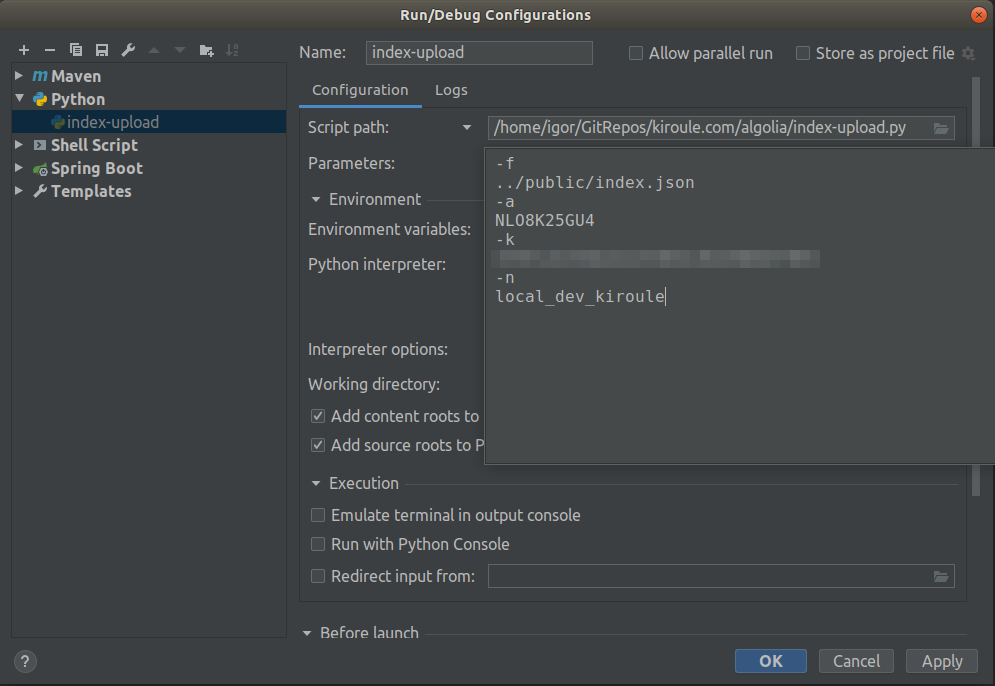 Run/Debug Configurations
Name: index-upload Allow parallel run Store as project file
Maven
Python
index-upload
Shell Script
Spring Boot
Templates
Configuration Logs
Script path: /home/igor/GitRepos/kiroule.com/algolia/index-upload.py
Parameters:
-f
../public/index.json
-a
NLO8K25GU4
-k
-n
local_dev_kiroule
Environment
Environment variables:
Python interpreter:
Interpreter options:
Working directory:
Add content roots to
Add source roots to P
Execution
Emulate terminal in output console
Run with Python Console
Redirect input from:
Before launch
? OK Cancel Apply